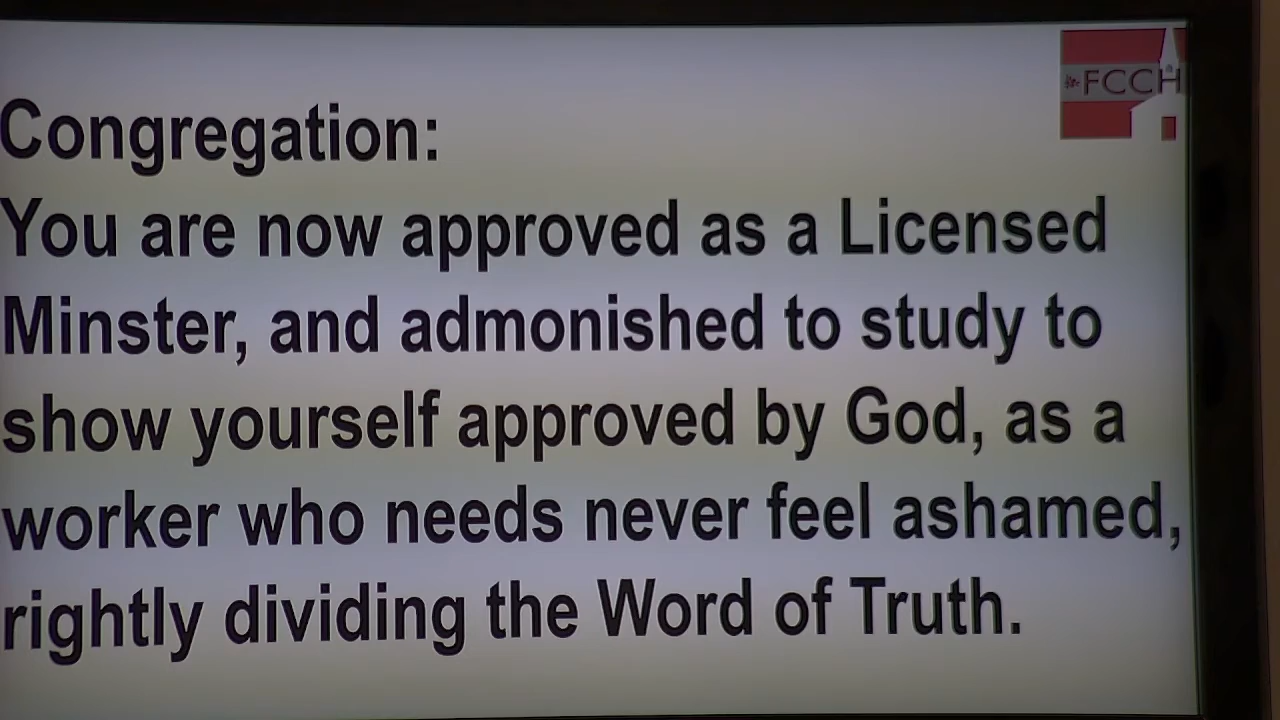 FCCH
Congregation:
You are now approved as a Licensed
Minster, and admonished to study to
show yourself approved by God, as a
worker who needs never feel ashamed,
rightly dividing the Word of Truth.